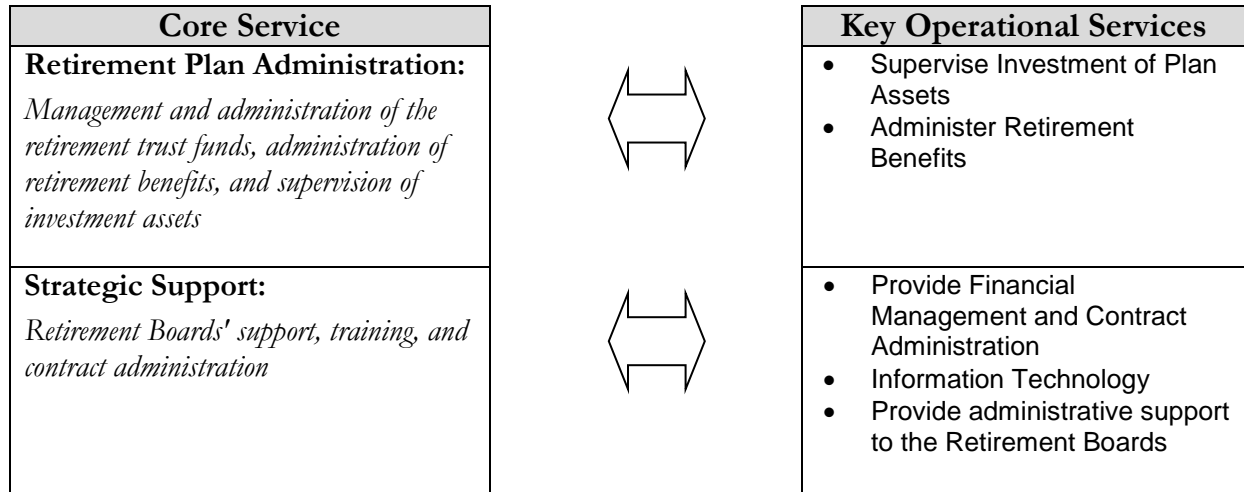 Core Service
Retirement Plan Administration:
Management and administration of the
retirement trust funds, administration of
retirement benefits, and supervision of
investment assets
Strategic Support:
Retirement Boards' support, training, and
contract administration
Key Operational Services
• Supervise Investment of Plan
Assets
• Administer Retirement
Benefits
• Provide Financial
Management and Contract
Administration
• Information Technology
• Provide administrative support
to the Retirement Boards